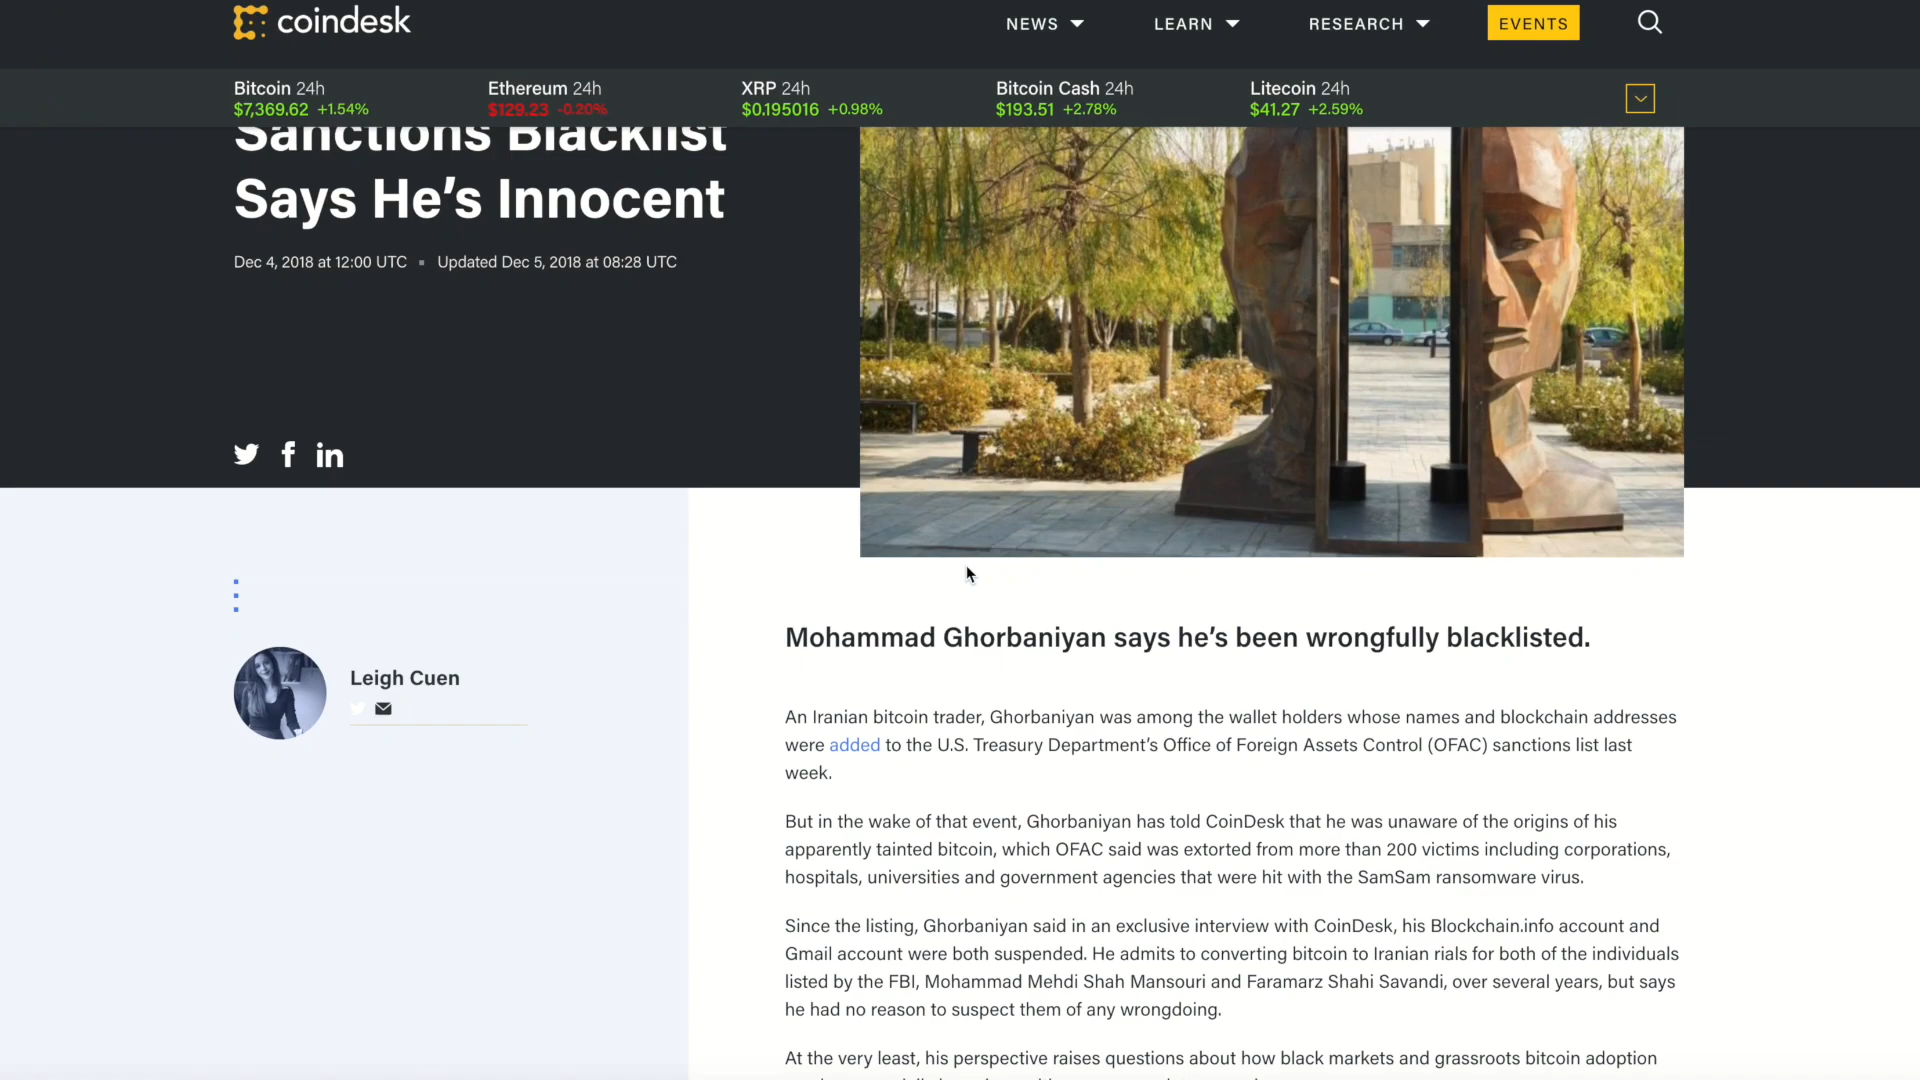 coindesk
NEWS LEARN RESEARCH EVENTS
Bitcoin 24h
$7,369.62 +1.54%
Ethereum 24h
$129.23 -0.20%
XRP 24h
$0.195016 +0.98%
Bitcoin Cash 24h
$193.51 +2.78%
Litecoin 24h
$41.27 +2.59%
Sanctions Blacklist
Says He’s Innocent
Dec 4, 2018 at 12:00 UTC ▪ Updated Dec 5, 2018 at 08:28 UTC
Leigh Cuen
Mohammad Ghorbaniyan says he’s been wrongfully blacklisted.
An Iranian bitcoin trader, Ghorbaniyan was among the wallet holders whose names and blockchain addresses
were added to the U.S. Treasury Department’s Office of Foreign Assets Control (OFAC) sanctions list last
week.
But in the wake of that event, Ghorbaniyan has told CoinDesk that he was unaware of the origins of his
apparently tainted bitcoin, which OFAC said was extorted from more than 200 victims including corporations,
hospitals, universities and government agencies that were hit with the SamSam ransomware virus.
Since the listing, Ghorbaniyan said in an exclusive interview with CoinDesk, his Blockchain.info account and
Gmail account were both suspended. He admits to converting bitcoin to Iranian rials for both of the individuals
listed by the FBI, Mohammad Mehdi Shah Mansouri and Faramarz Shahi Savandi, over several years, but says
he had no reason to suspect them of any wrongdoing.
At the very least, his perspective raises questions about how black markets and grassroots bitcoin adoption